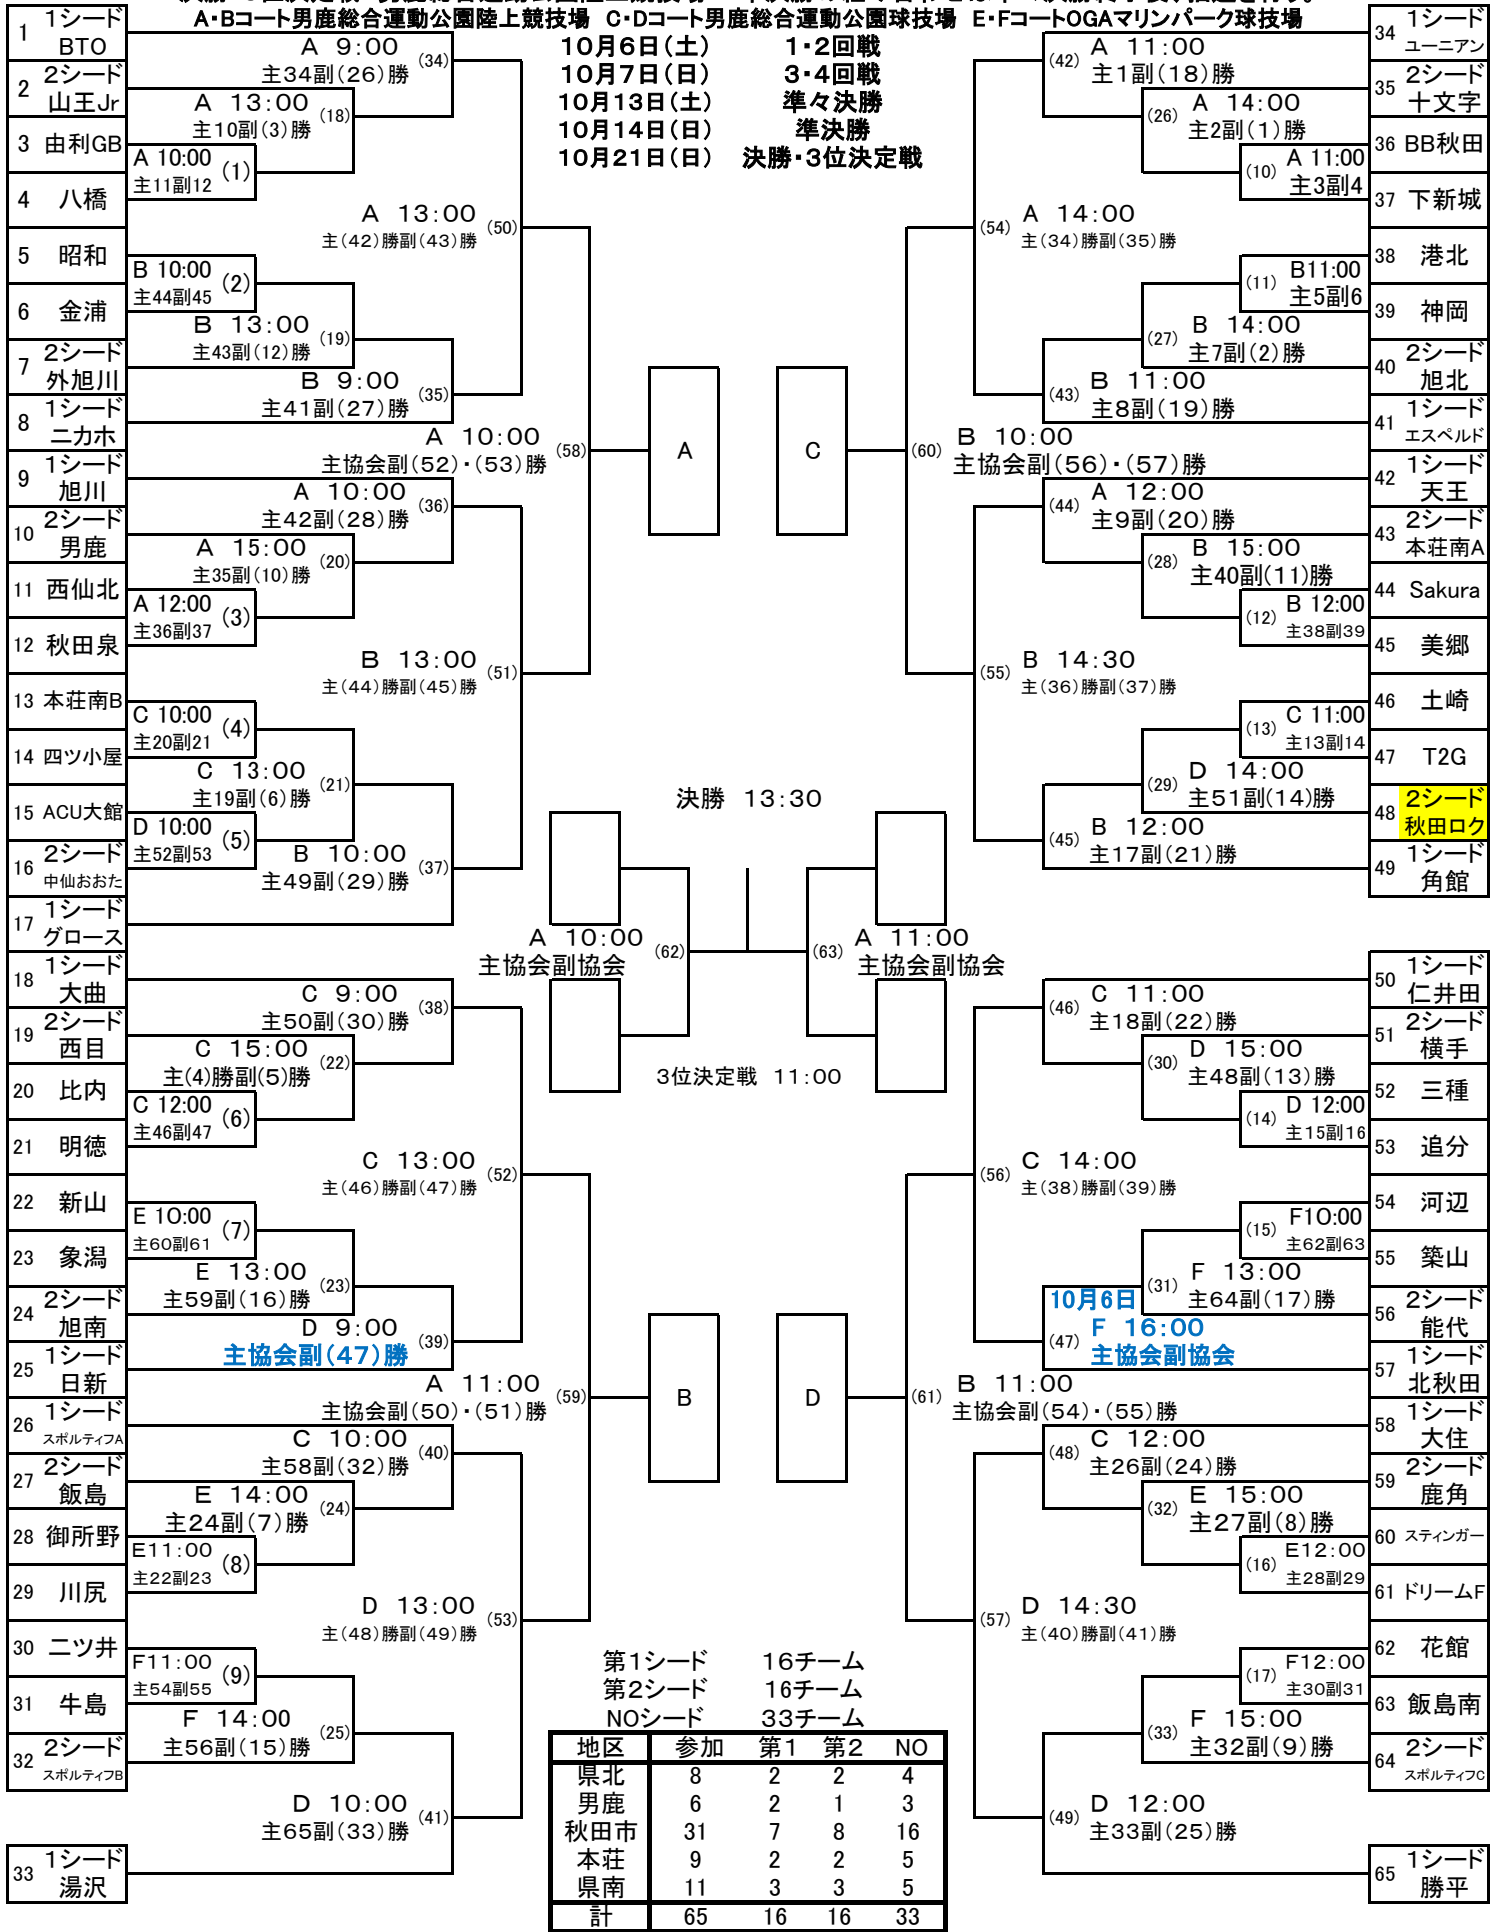 A・Bコート男鹿総合運動公園陸上競技場 C・Dコート男鹿総合運動公園球技場 E・FコートOGAマリンパーク球技場
10月6日(土) 1・2回戦
10月7日(日) 3・4回戦
10月13日(土) 準々決勝
10月14日(日) 準決勝
10月21日(日) 決勝・3位決定戦
1 1シード
BTO
2 2シード
山王Jr
3 由利GB
4 八橋
5 昭和
6 金浦
7 2シード
外旭川
8 1シード
ニカホ
9 1シード
旭川
10 2シード
男鹿
11 西仙北
12 秋田泉
13 本荘南B
14 四ツ小屋
15 ACU大館
16 2シード
中仙おおた
17 1シード
グロース
18 1シード
大曲
19 2シード
西目
20 比内
21 明徳
22 新山
23 象潟
24 2シード
旭南
25 1シード
日新
26 1シード
スポルティフA
27 2シード
飯島
28 御所野
29 川尻
30 二ツ井
31 牛島
32 2シード
スポルティフB
33 1シード
湯沢
A 9:00 (34)
主34副(26)勝
A 13:00 (18)
主10副(3)勝
A 10:00 (1)
主11副12
A 13:00 (50)
主(42)勝副(43)勝
B 10:00 (2)
主44副45
B 13:00 (19)
主43副(12)勝
B 9:00 (35)
主41副(27)勝
A 10:00 (58)
主協会副(52)・(53)勝
A 10:00 (36)
主42副(28)勝
A 15:00 (20)
主35副(10)勝
A 12:00 (3)
主36副37
B 13:00 (51)
主(44)勝副(45)勝
C 10:00 (4)
主20副21
C 13:00 (21)
主19副(6)勝
D 10:00 (5)
主52副53
B 10:00 (37)
主49副(29)勝
C 9:00 (38)
主50副(30)勝
C 15:00 (22)
主(4)勝副(5)勝
C 12:00 (6)
主46副47
C 13:00 (52)
主(46)勝副(47)勝
E 10:00 (7)
主60副61
E 13:00 (23)
主59副(16)勝
D 9:00 (39)
主協会副(47)勝
A 11:00 (59)
主協会副(50)・(51)勝
C 10:00 (40)
主58副(32)勝
E 14:00 (24)
主24副(7)勝
E11:00 (8)
主22副23
D 13:00 (53)
主(48)勝副(49)勝
F11:00 (9)
主54副55
F 14:00 (25)
主56副(15)勝
D 10:00 (41)
主65副(33)勝
A
C
決勝 13:30
A 10:00 (62)
主協会副協会
(63) A 11:00
主協会副協会
3位決定戦 11:00
B
D
第1シード 16チーム
第2シード 16チーム
NOシード 33チーム
地区 参加 第1 第2 NO
県北 8 2 2 4
男鹿 6 2 1 3
秋田市 31 7 8 16
本荘 9 2 2 5
県南 11 3 3 5
計 65 16 16 33
(42) A 11:00
主1副(18)勝
(26) A 14:00
主2副(1)勝
(10) A 11:00
主3副4
(54) A 14:00
主(34)勝副(35)勝
(11) B11:00
主5副6
(27) B 14:00
主7副(2)勝
(43) B 11:00
主8副(19)勝
(60) B 10:00
主協会副(56)・(57)勝
(44) A 12:00
主9副(20)勝
(28) B 15:00
主40副(11)勝
(12) B 12:00
主38副39
(55) B 14:30
主(36)勝副(37)勝
(13) C 11:00
主13副14
(29) D 14:00
主51副(14)勝
(45) B 12:00
主17副(21)勝
(46) C 11:00
主18副(22)勝
(30) D 15:00
主48副(13)勝
(14) D 12:00
主15副16
(56) C 14:00
主(38)勝副(39)勝
(15) F10:00
主62副63
(31) F 13:00
主64副(17)勝
10月6日
(47) F 16:00
主協会副協会
(61) B 11:00
主協会副(54)・(55)勝
(48) C 12:00
主26副(24)勝
(32) E 15:00
主27副(8)勝
(16) E12:00
主28副29
(57) D 14:30
主(40)勝副(41)勝
(17) F12:00
主30副31
(33) F 15:00
主32副(9)勝
(49) D 12:00
主33副(25)勝
34 1シード
ユーニアン
35 2シード
十文字
36 BB秋田
37 下新城
38 港北
39 神岡
40 2シード
旭北
41 1シード
エスペルド
42 1シード
天王
43 2シード
本荘南A
44 Sakura
45 美郷
46 土崎
47 T2G
48 2シード
秋田ロク
49 1シード
角館
50 1シード
仁井田
51 2シード
横手
52 三種
53 追分
54 河辺
55 築山
56 2シード
能代
57 1シード
北秋田
58 1シード
大住
59 2シード
鹿角
60 スティンガー
61 ドリームF
62 花館
63 飯島南
64 2シード
スポルティフC
65 1シード
勝平